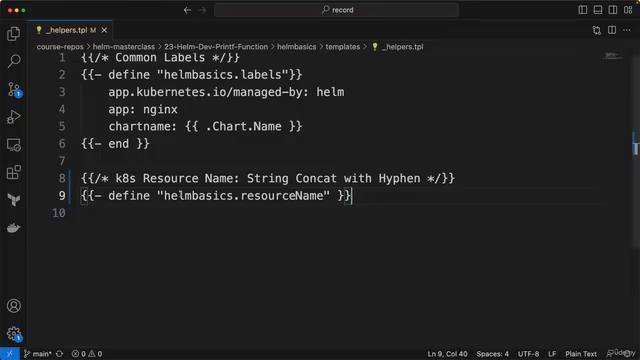 record
_helpers.tpl M
course-repos > helm-masterclass > 23-Helm-Dev-Printf-Function > helmbasics > templates > _helpers.tpl
1 {{/* Common Labels */}}
2 {{- define "helmbasics.labels"}}
3 app.kubernetes.io/managed-by: helm
4 app: nginx
5 chartname: {{ .Chart.Name }}
6 {{- end }}
7
8 {{/* k8s Resource Name: String Concat with Hyphen */}}
9 {{- define "helmbasics.resourceName" }}
10
main* 0 0 Ln 9, Col 40 Spaces: 4 UTF-8 LF Plain Text